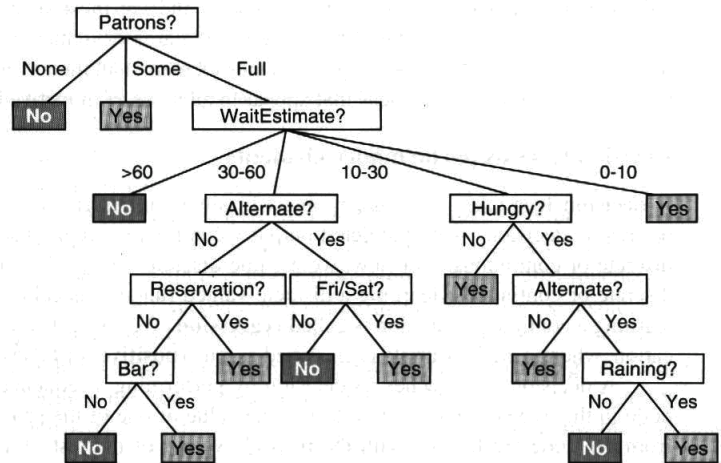 Patrons?
None Some Full
No Yes WaitEstimate?
>60 30-60 10-30 0-10
No Alternate? Hungry? Yes
No Yes No Yes
Reservation? Fri/Sat? Yes Alternate?
No Yes No Yes No Yes
Bar? Yes No Yes Yes Raining?
No Yes No Yes
No Yes No Yes